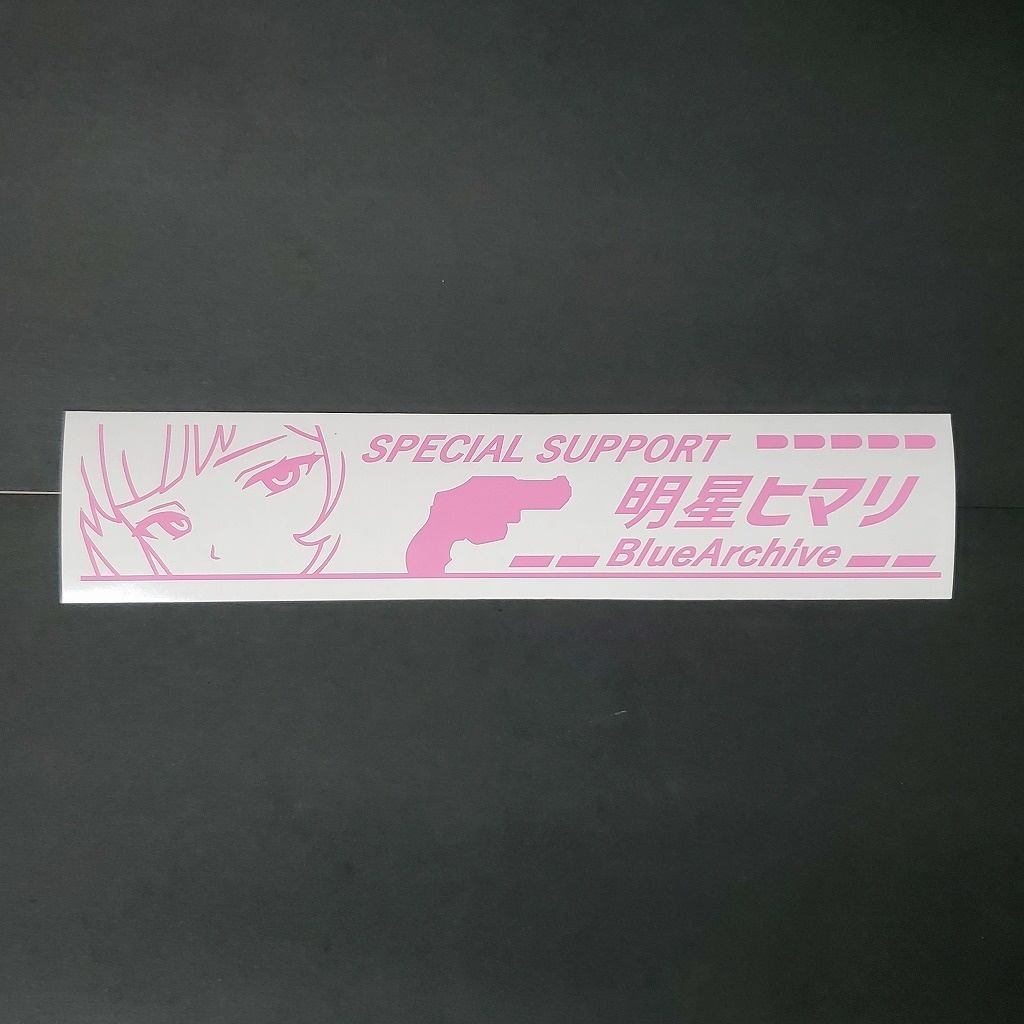 SPECIAL SUPPORT
明星ヒマリ
BlueArchive